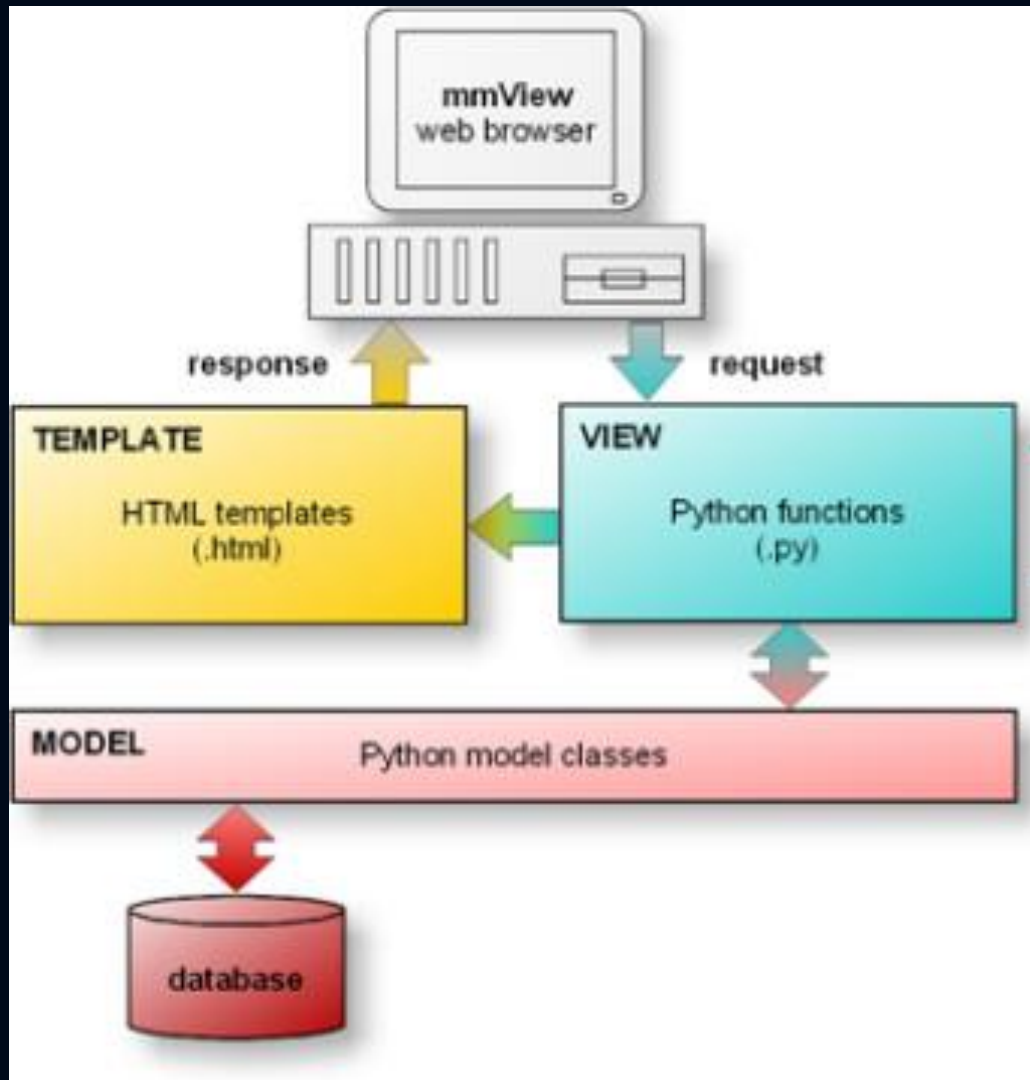 mmView
web browser
response
request
TEMPLATE
HTML templates
(.html)
VIEW
Python functions
(.py)
MODEL
Python model classes
database